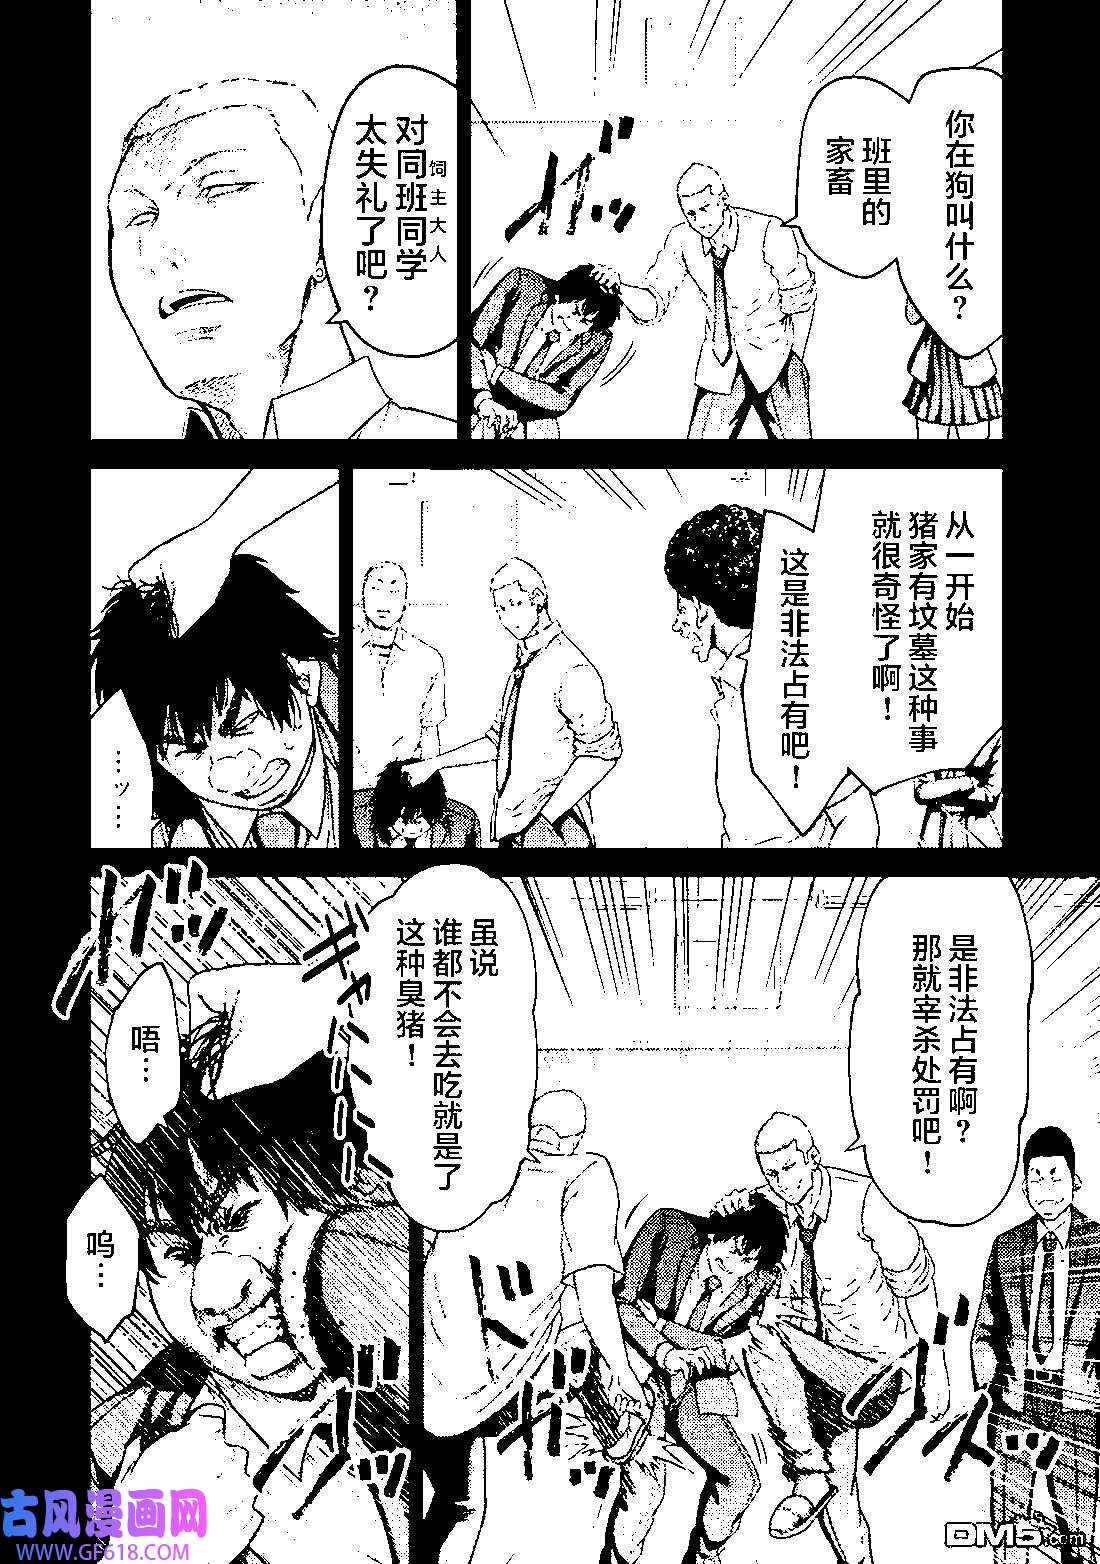 你在狗叫什么？
班里的
家畜
对同班同学
饲主大人
太失礼了吧？
从一开始
猪家有坟墓这种事
就很奇怪了啊！
这是非法占有吧！
…ッ…
是非法占有啊？
那就宰杀处罚吧！
虽说
谁都不会去吃就是了
这种臭猪！
唔…
呜…
古风漫画网
WWW.GF618.COM
DM5.com